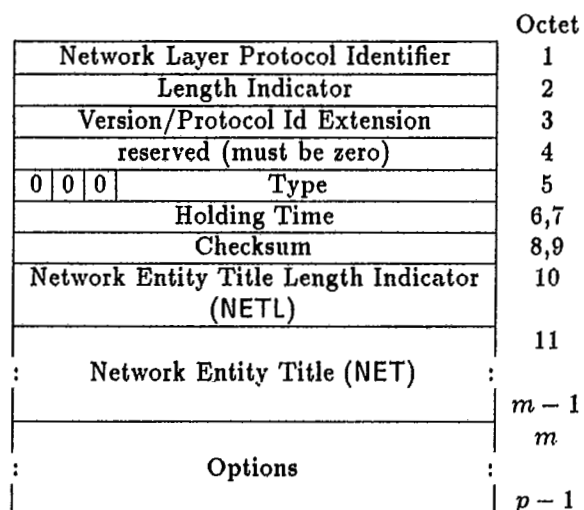 Octet
Network Layer Protocol Identifier 1
Length Indicator 2
Version/Protocol Id Extension 3
reserved (must be zero) 4
0 0 0 Type 5
Holding Time 6,7
Checksum 8,9
Network Entity Title Length Indicator 10
(NETL)
11
: Network Entity Title (NET) :
m − 1
m
: Options :
p − 1